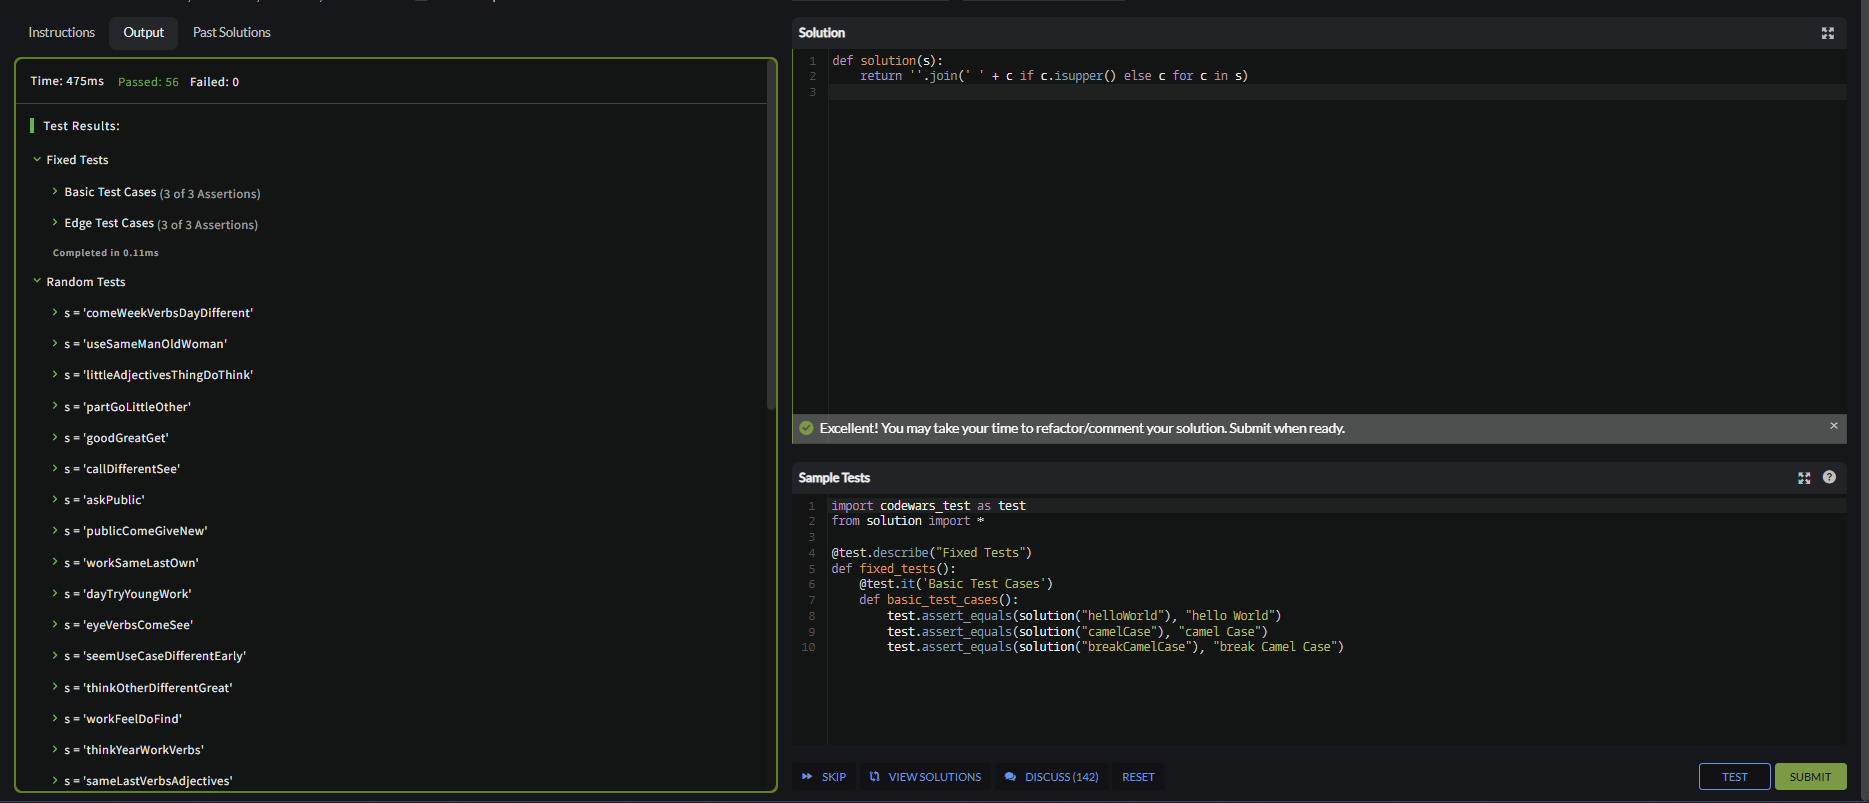 Instructions Output Past Solutions
Time: 475ms Passed: 56 Failed: 0
Test Results:
Fixed Tests
Basic Test Cases (3 of 3 Assertions)
Edge Test Cases (3 of 3 Assertions)
Completed in 0.11ms
Random Tests
s = 'comeWeekVerbsDayDifferent'
s = 'useSameManOldWoman'
s = 'littleAdjectivesThingDoThink'
s = 'partGoLittleOther'
s = 'goodGreatGet'
s = 'callDifferentSee'
s = 'askPublic'
s = 'publicComeGiveNew'
s = 'workSameLastOwn'
s = 'dayTryYoungWork'
s = 'eyeVerbsComeSee'
s = 'seemUseCaseDifferentEarly'
s = 'thinkOtherDifferentGreat'
s = 'workFeelDoFind'
s = 'thinkYearWorkVerbs'
s = 'sameLastVerbsAdjectives'
Solution
1 def solution(s):
2     return ''.join(' ' + c if c.isupper() else c for c in s)
3
Excellent! You may take your time to refactor/comment your solution. Submit when ready.
Sample Tests
1 import codewars_test as test
2 from solution import *
3
4 @test.describe("Fixed Tests")
5 def fixed_tests():
6     @test.it('Basic Test Cases')
7     def basic_test_cases():
8         test.assert_equals(solution("helloWorld"), "hello World")
9         test.assert_equals(solution("camelCase"), "camel Case")
10         test.assert_equals(solution("breakCamelCase"), "break Camel Case")
SKIP VIEW SOLUTIONS DISCUSS (142) RESET TEST SUBMIT